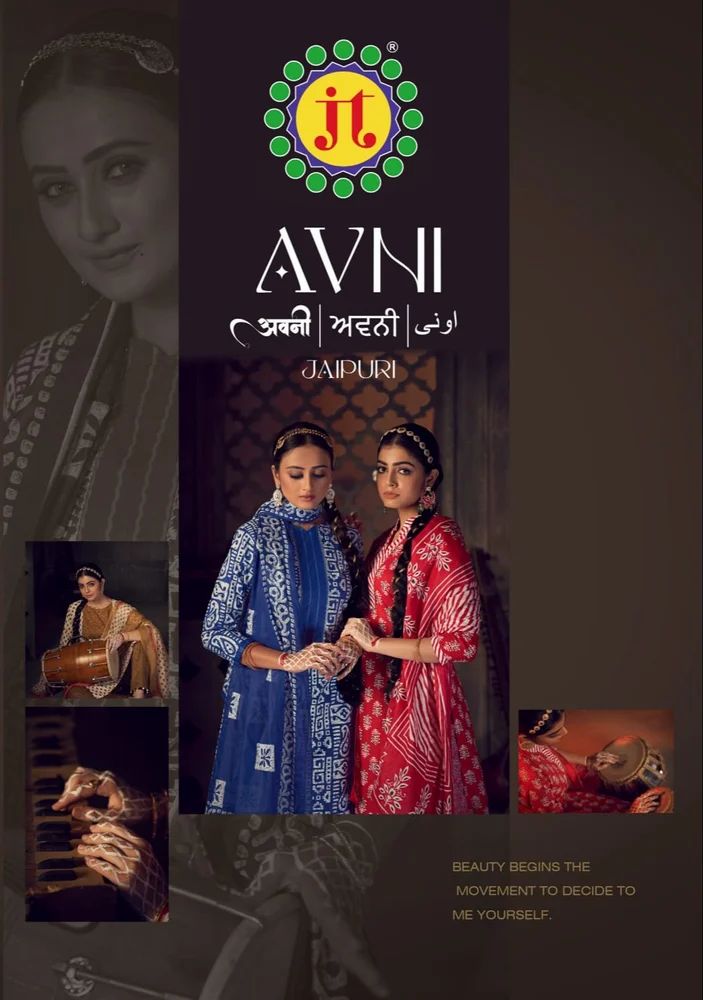 jt ®
AVNI
अवनी | ਅਵਨੀ | اونی
JAIPURI
BEAUTY BEGINS THE
MOVEMENT TO DECIDE TO
ME YOURSELF.